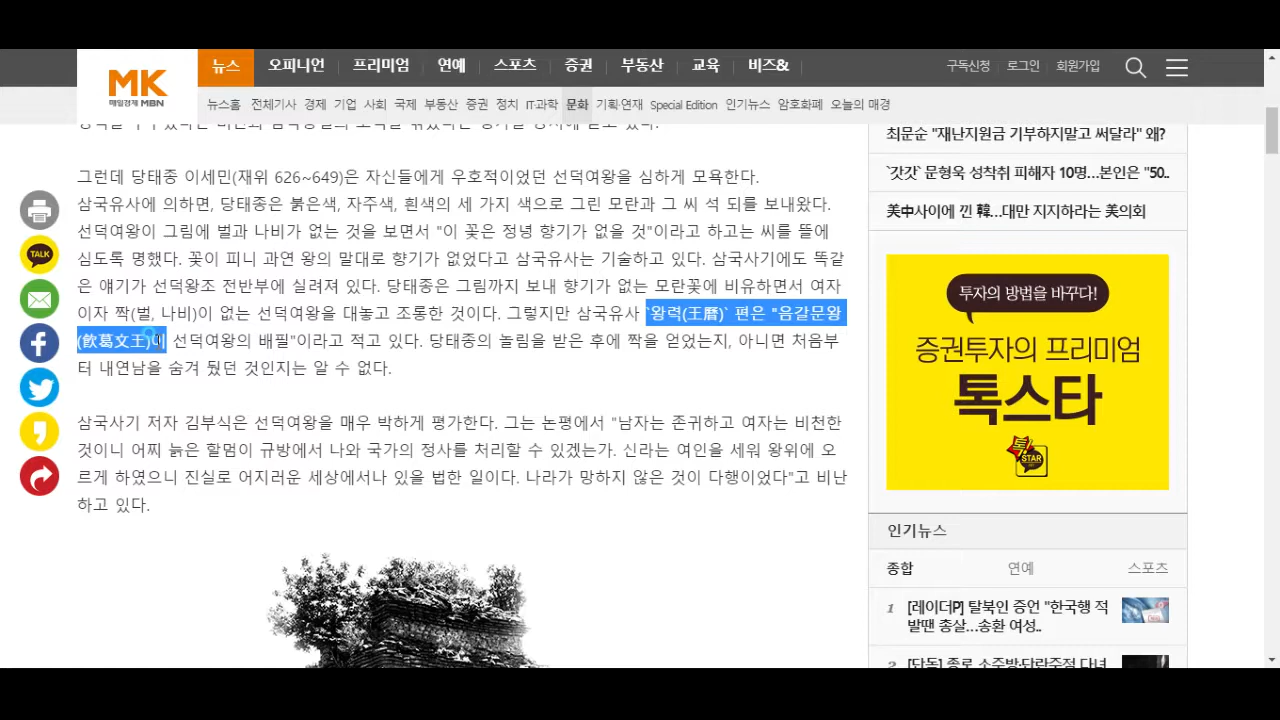 MK
매일경제 MBN
뉴스
오피니언
프리미엄
연예
스포츠
증권
부동산
교육
비즈&
구독신청
로그인
회원가입
뉴스홈 전체기사 경제 기업 사회 국제 부동산 증권 정치 IT·과학 문화 기획·연재 Special Edition 인기뉴스 암호화폐 오늘의 매경
그런데 당태종 이세민(재위 626~649)은 자신들에게 우호적이었던 선덕여왕을 심하게 모욕한다.
삼국유사에 의하면, 당태종은 붉은색, 자주색, 흰색의 세 가지 색으로 그린 모란과 그 씨 석 되를 보내왔다.
선덕여왕이 그림에 벌과 나비가 없는 것을 보면서 "이 꽃은 정녕 향기가 없을 것"이라고 하고는 씨를 뜰에
심도록 명했다. 꽃이 피니 과연 왕의 말대로 향기가 없었다고 삼국유사는 기술하고 있다. 삼국사기에도 똑같
은 얘기가 선덕왕조 전반부에 실려져 있다. 당태종은 그림까지 보내 향기가 없는 모란꽃에 비유하면서 여자
이자 짝(벌, 나비)이 없는 선덕여왕을 대놓고 조롱한 것이다. 그렇지만 삼국유사 `왕력(王曆)` 편은 "음갈문왕
(飮葛文王)이 선덕여왕의 배필"이라고 적고 있다. 당태종의 놀림을 받은 후에 짝을 얻었는지, 아니면 처음부
터 내연남을 숨겨 뒀던 것인지는 알 수 없다.
삼국사기 저자 김부식은 선덕여왕을 매우 박하게 평가한다. 그는 논평에서 "남자는 존귀하고 여자는 비천한
것이니 어찌 늙은 할멈이 규방에서 나와 국가의 정사를 처리할 수 있겠는가. 신라는 여인을 세워 왕위에 오
르게 하였으니 진실로 어지러운 세상에서나 있을 법한 일이다. 나라가 망하지 않은 것이 다행이었다"고 비난
하고 있다.
TALK
최문순 "재난지원금 기부하지말고 써달라" 왜?
`갓갓` 문형욱 성착취 피해자 10명…본인은 "50..
美中사이에 낀 韓…대만 지지하라는 美의회
투자의 방법을 바꾸다!
증권투자의 프리미엄
톡스타
톡
STAR
인기뉴스
종합
연예
스포츠
1 [레이더P] 탈북인 증언 "한국행 적
발땐 총살…송환 여성..
2 [단독] 종로 소주방·단란주점 다녀